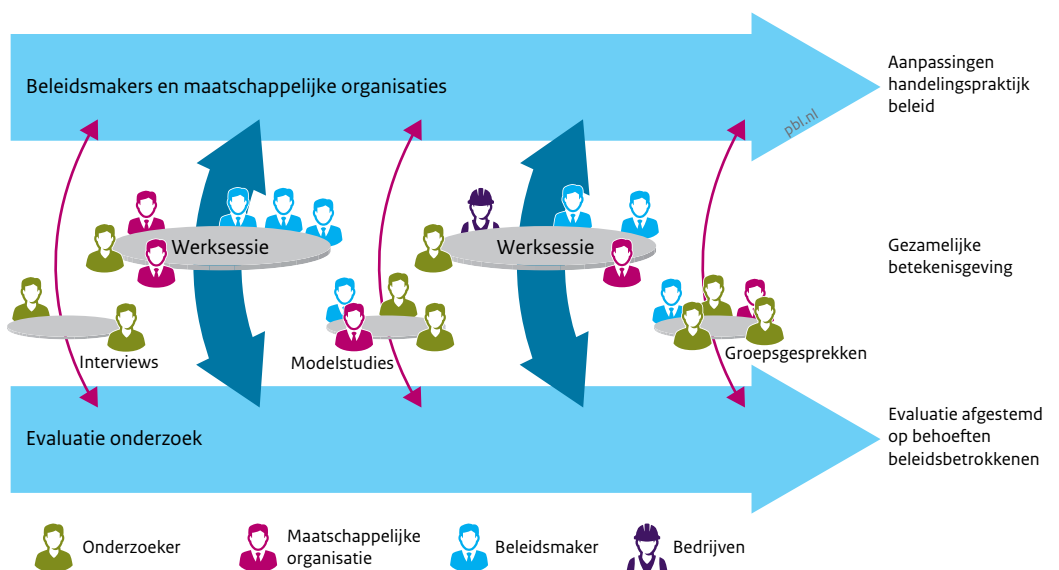 Beleidsmakers en maatschappelijke organisaties
Aanpassingen
handelingspraktijk
beleid
pbl.nl
Werksessie
Werksessie
Gezamelijke
betekenisgeving
Interviews
Modelstudies
Groepsgesprekken
Evaluatie onderzoek
Evaluatie afgestemd
op behoeften
beleidsbetrokkenen
Onderzoeker
Maatschappelijke
organisatie
Beleidsmaker
Bedrijven